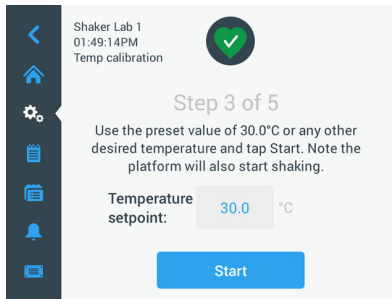 Shaker Lab 1
01:49:14PM
Temp calibration
Step 3 of 5
Use the preset value of 30.0°C or any other
desired temperature and tap Start. Note the
platform will also start shaking.
Temperature
setpoint:
30.0 °C
Start